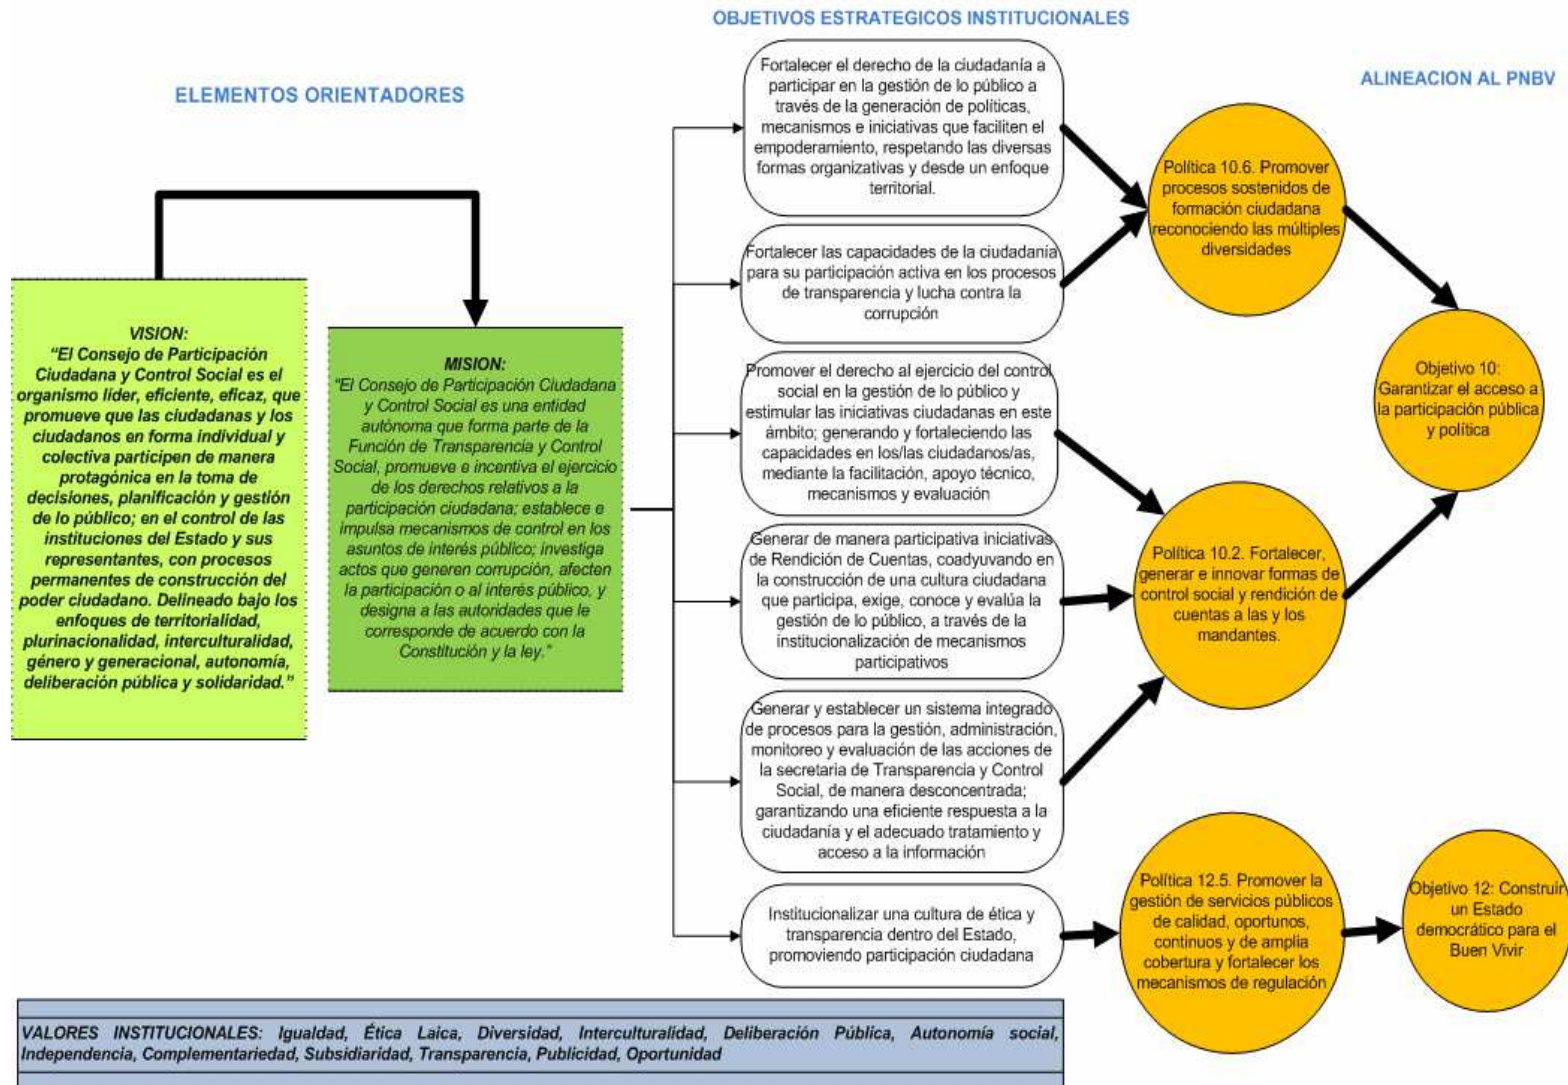 OBJETIVOS ESTRATEGICOS INSTITUCIONALES
ELEMENTOS ORIENTADORES
ALINEACION AL PNBV
VISION:
"El Consejo de Participación
Ciudadana y Control Social es el
organismo líder, eficiente, eficaz, que
promueve que las ciudadanas y los
ciudadanos en forma individual y
colectiva participen de manera
protagónica en la toma de
decisiones, planificación y gestión
de lo público; en el control de las
instituciones del Estado y sus
representantes, con procesos
permanentes de construcción del
poder ciudadano. Delineado bajo los
enfoques de territorialidad,
plurinacionalidad, interculturalidad,
género y generacional, autonomía,
deliberación pública y solidaridad."
MISION:
"El Consejo de Participación Ciudadana
y Control Social es una entidad
autónoma que forma parte de la
Función de Transparencia y Control
Social, promueve e incentiva el ejercicio
de los derechos relativos a la
participación ciudadana; establece e
impulsa mecanismos de control en los
asuntos de interés público; investiga
actos que generen corrupción, afecten
la participación o al interés público, y
designa a las autoridades que le
corresponde de acuerdo con la
Constitución y la ley."
Fortalecer el derecho de la ciudadanía a
participar en la gestión de lo público a
través de la generación de políticas,
mecanismos e iniciativas que faciliten el
empoderamiento, respetando las diversas
formas organizativas y desde un enfoque
territorial.
Fortalecer las capacidades de la ciudadanía
para su participación activa en los procesos
de transparencia y lucha contra la
corrupción
Promover el derecho al ejercicio del control
social en la gestión de lo público y
estimular las iniciativas ciudadanas en este
ámbito; generando y fortaleciendo las
capacidades en los/las ciudadanos/as,
mediante la facilitación, apoyo técnico,
mecanismos y evaluación
Generar de manera participativa iniciativas
de Rendición de Cuentas, coadyuvando en
la construcción de una cultura ciudadana
que participa, exige, conoce y evalúa la
gestión de lo público, a través de la
institucionalización de mecanismos
participativos
Generar y establecer un sistema integrado
de procesos para la gestión, administración,
monitoreo y evaluación de las acciones de
la secretaria de Transparencia y Control
Social, de manera desconcentrada;
garantizando una eficiente respuesta a la
ciudadanía y el adecuado tratamiento y
acceso a la información
Institucionalizar una cultura de ética y
transparencia dentro del Estado,
promoviendo participación ciudadana
Política 10.6. Promover
procesos sostenidos de
formación ciudadana
reconociendo las múltiples
diversidades
Política 10.2. Fortalecer,
generar e innovar formas de
control social y rendición de
cuentas a las y los
mandantes.
Política 12.5. Promover la
gestión de servicios públicos
de calidad, oportunos,
continuos y de amplia
cobertura y fortalecer los
mecanismos de regulación
Objetivo 10:
Garantizar el acceso a
la participación pública
y política
Objetivo 12: Construir
un Estado
democrático para el
Buen Vivir
VALORES INSTITUCIONALES: Igualdad, Ética Laica, Diversidad, Interculturalidad, Deliberación Pública, Autonomía social,
Independencia, Complementariedad, Subsidiaridad, Transparencia, Publicidad, Oportunidad